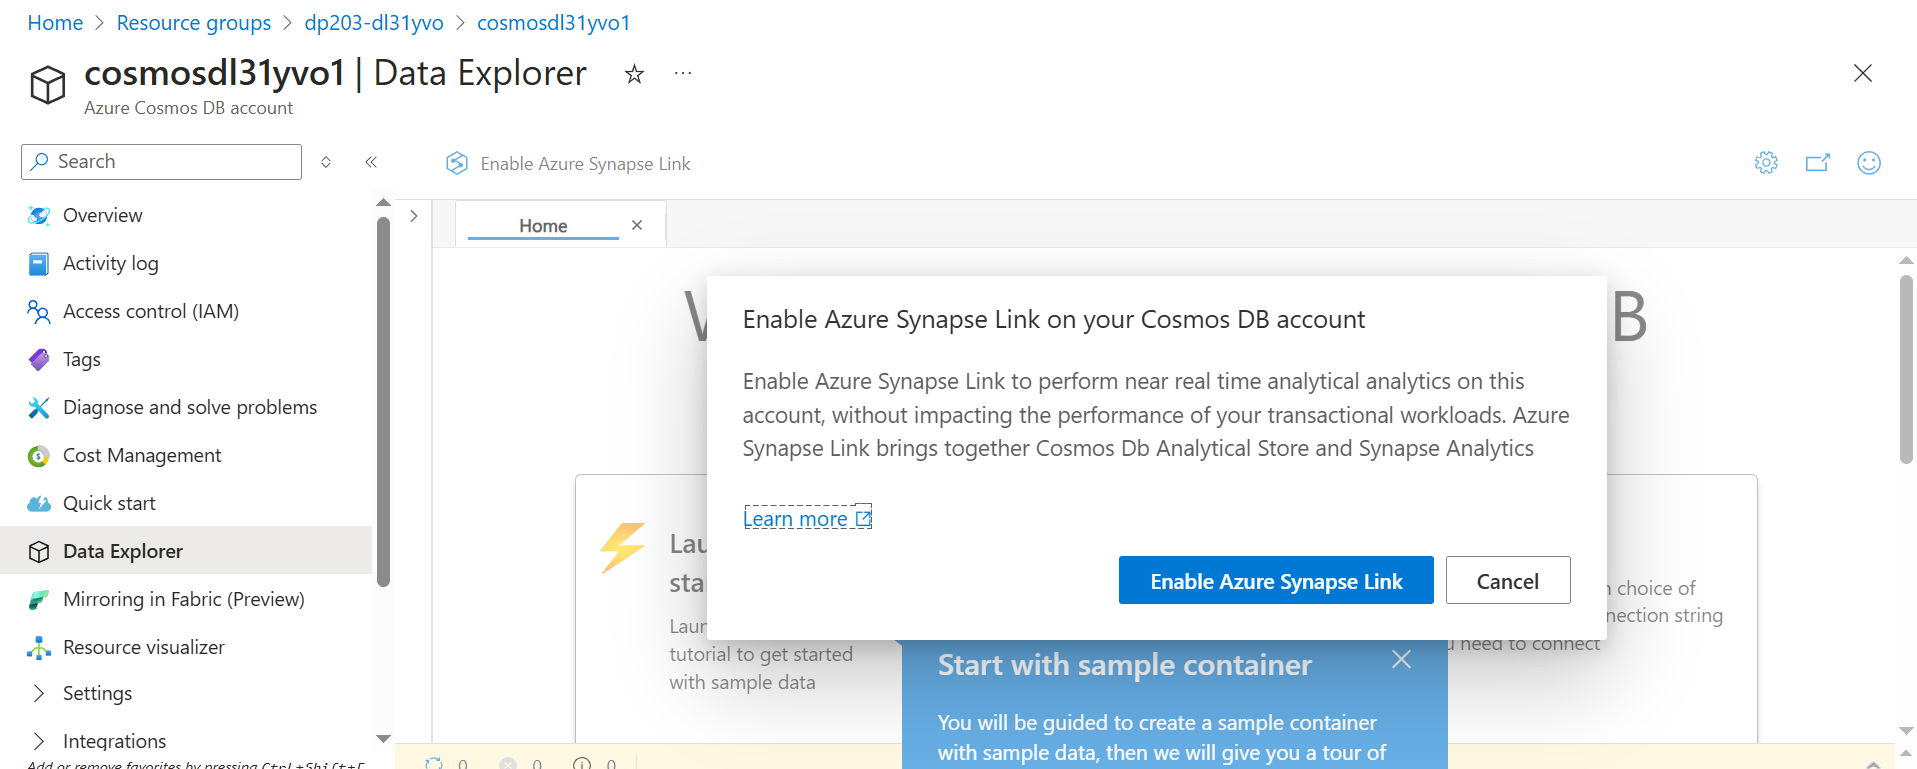 Home > Resource groups > dp203-dl31yvo > cosmosdl31yvo1
cosmosdl31yvo1 | Data Explorer
Azure Cosmos DB account
Search
Overview
Activity log
Access control (IAM)
Tags
Diagnose and solve problems
Cost Management
Quick start
Data Explorer
Mirroring in Fabric (Preview)
Resource visualizer
Settings
Integrations
Add or remove favorites by pressing Ctrl+Shift+F
Enable Azure Synapse Link
Home
B
Enable Azure Synapse Link on your Cosmos DB account
Enable Azure Synapse Link to perform near real time analytical analytics on this
account, without impacting the performance of your transactional workloads. Azure
Synapse Link brings together Cosmos Db Analytical Store and Synapse Analytics
Learn more
Enable Azure Synapse Link
Cancel
Lau
sta
Laun
tutorial to get started
with sample data
choice of
nection string
need to connect
Start with sample container
You will be guided to create a sample container
with sample data, then we will give you a tour of
0 0 0